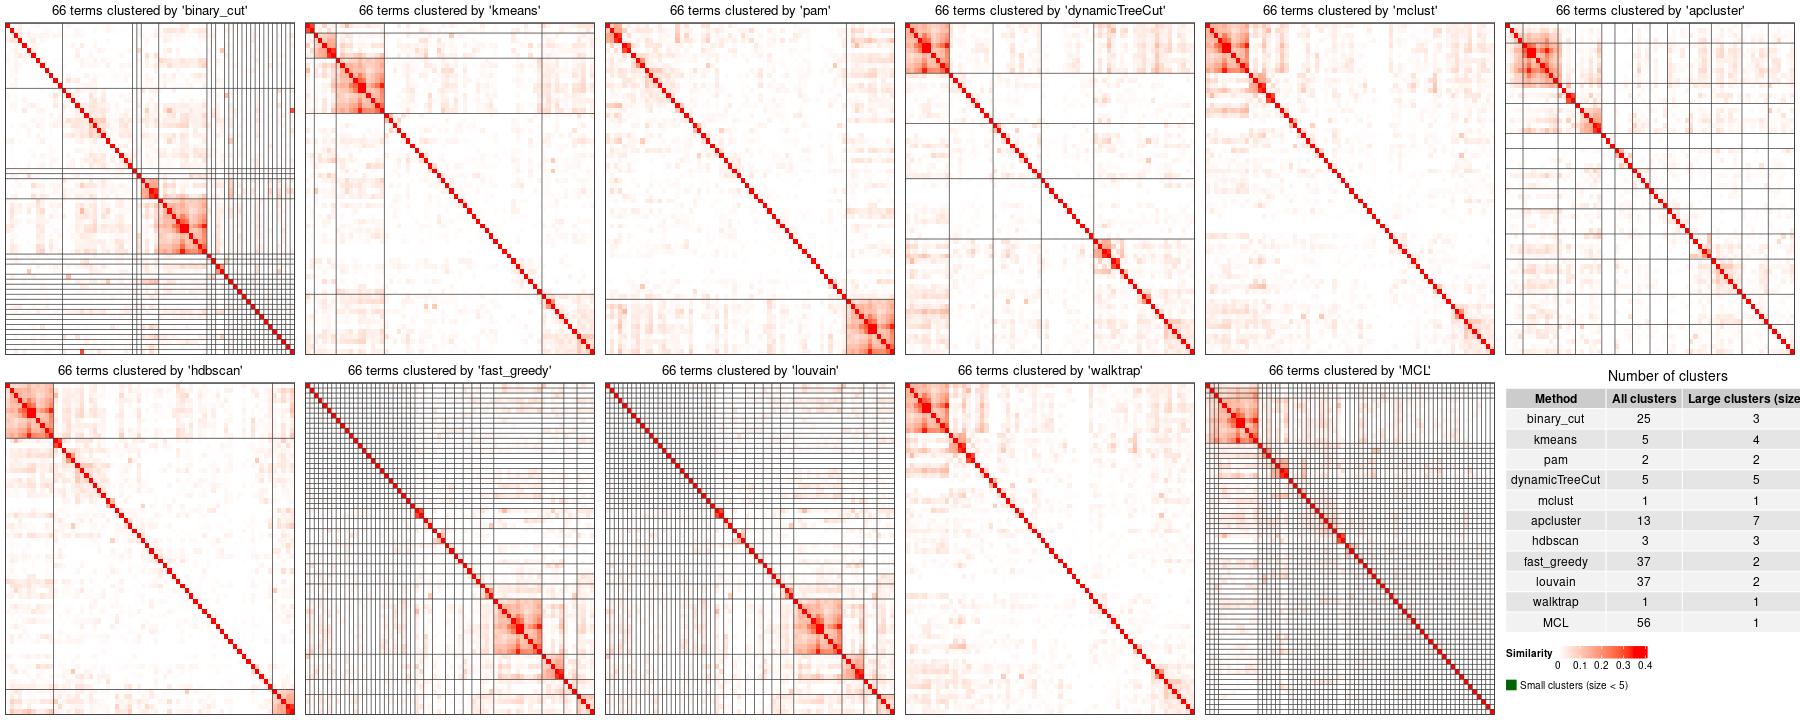 66 terms clustered by 'binary_cut'
66 terms clustered by 'kmeans'
66 terms clustered by 'pam'
66 terms clustered by 'dynamicTreeCut'
66 terms clustered by 'mclust'
66 terms clustered by 'apcluster'
66 terms clustered by 'hdbscan'
66 terms clustered by 'fast_greedy'
66 terms clustered by 'louvain'
66 terms clustered by 'walktrap'
66 terms clustered by 'MCL'
Number of clusters
Method All clusters Large clusters (size
binary_cut 25 3
kmeans 5 4
pam 2 2
dynamicTreeCut 5 5
mclust 1 1
apcluster 13 7
hdbscan 3 3
fast_greedy 37 2
louvain 37 2
walktrap 1 1
MCL 56 1
Similarity
0 0.1 0.2 0.3 0.4
Small clusters (size < 5)